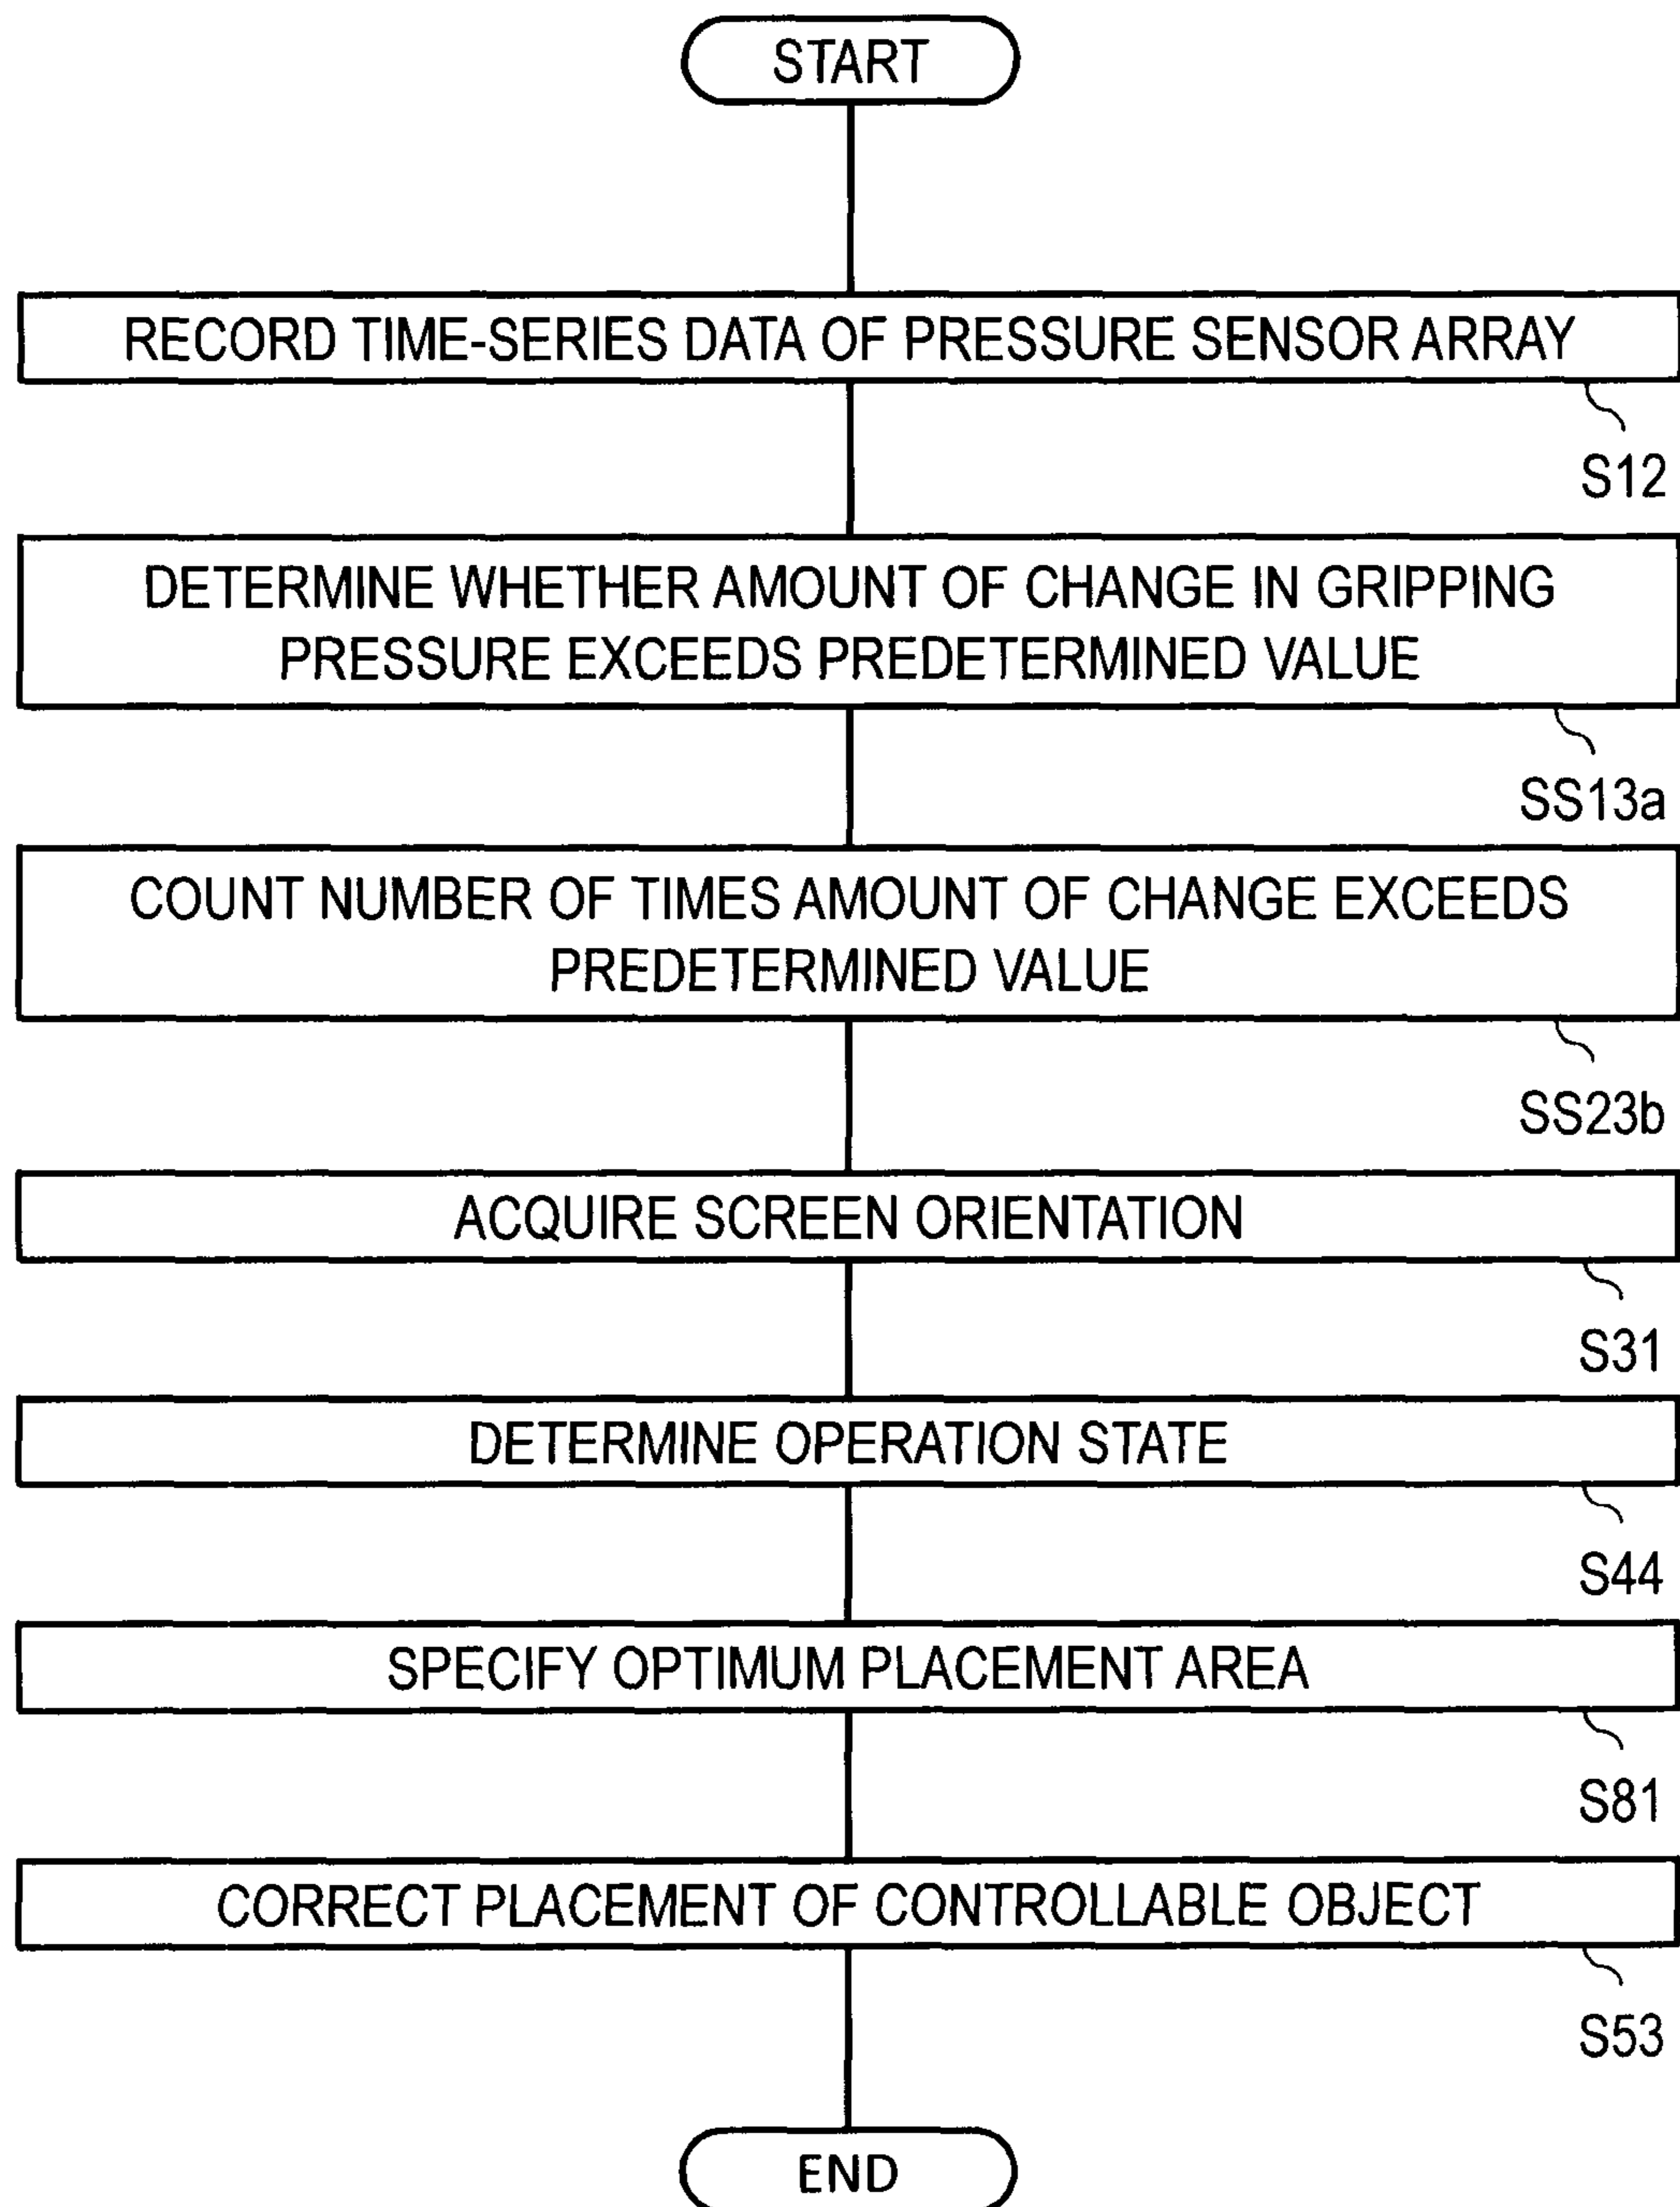 START
RECORD TIME-SERIES DATA OF PRESSURE SENSOR ARRAY
S12
DETERMINE WHETHER AMOUNT OF CHANGE IN GRIPPING
PRESSURE EXCEEDS PREDETERMINED VALUE
SS13a
COUNT NUMBER OF TIMES AMOUNT OF CHANGE EXCEEDS
PREDETERMINED VALUE
SS23b
ACQUIRE SCREEN ORIENTATION
S31
DETERMINE OPERATION STATE
S44
SPECIFY OPTIMUM PLACEMENT AREA
S81
CORRECT PLACEMENT OF CONTROLLABLE OBJECT
S53
END